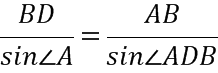 BD/sin∠A = AB/sin∠ADB